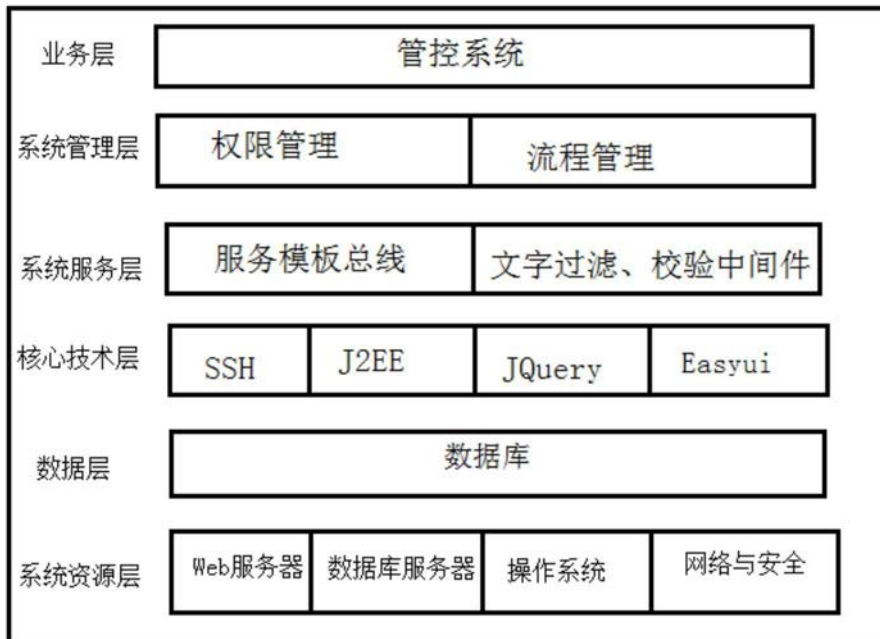 业务层 管控系统
系统管理层 权限管理 流程管理
系统服务层 服务模板总线 文字过滤、校验中间件
核心技术层 SSH J2EE JQuery Easyui
数据层 数据库
系统资源层 Web服务器 数据库服务器 操作系统 网络与安全